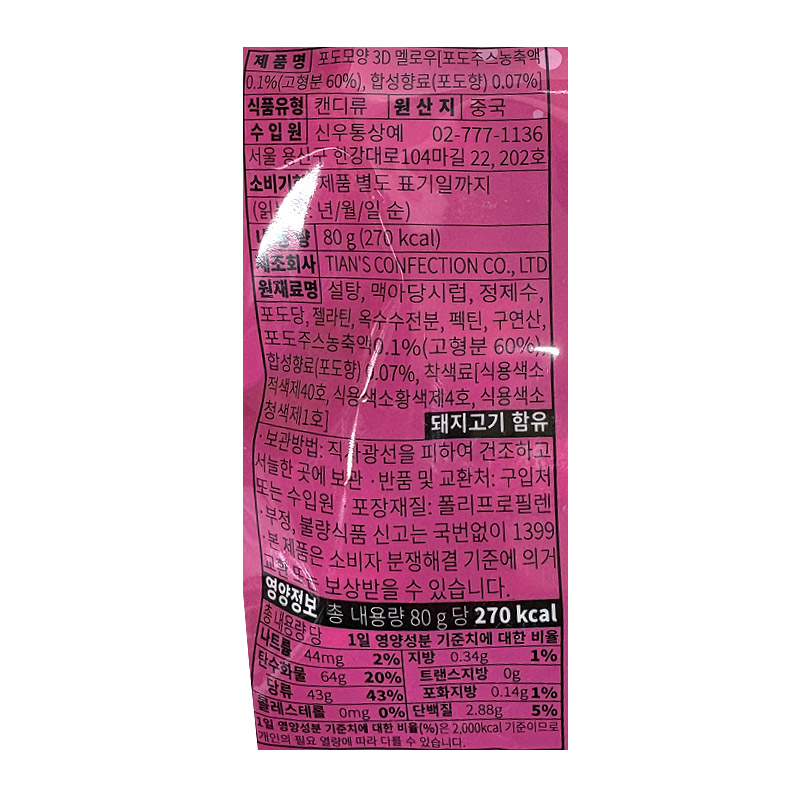 제품명 포도모양 3D 멜로우[포도주스농축액
0.1%(고형분 60%), 합성향료(포도향) 0.07%]
식품유형 캔디류 원산지 중국
수입원 신우통상예 02-777-1136
서울 용산구 한강대로104마길 22, 202호
소비기한 제품 별도 표기일까지
년/월/일 순)
80 g (270 kcal)
제조회사 TIAN'S CONFECTION CO., LTD
원재료명 설탕, 맥아당시럽, 정제수,
포도당, 젤라틴, 옥수수전분, 펙틴, 구연산,
포도주스농축액0.1%(고형분 60%),
합성향료(포도향) 0.07%, 착색료[식용색소
적색제40호, 식용색소황색제4호, 식용색소
청색제1호]
돼지고기 함유
·보관방법: 직사광선을 피하여 건조하고
서늘한 곳에 보관 ·반품 및 교환처: 구입처
또는 수입원 ·포장재질: 폴리프로필렌
·부정, 불량식품 신고는 국번없이 1399
·본 제품은 소비자 분쟁해결 기준에 의거
교환 또는 보상받을 수 있습니다.
영양정보 총 내용량 80 g 당 270 kcal
총 내용량 당 1일 영양성분 기준치에 대한 비율
나트륨 44mg 2% 지방 0.34g 1%
탄수화물 64g 20% 트랜스지방 0g
당류 43g 43% 포화지방 0.14g 1%
콜레스테롤 0mg 0% 단백질 2.88g 5%
1일 영양성분 기준치에 대한 비율(%)은 2,000kcal 기준이므로
개인의 필요 열량에 따라 다를 수 있습니다.